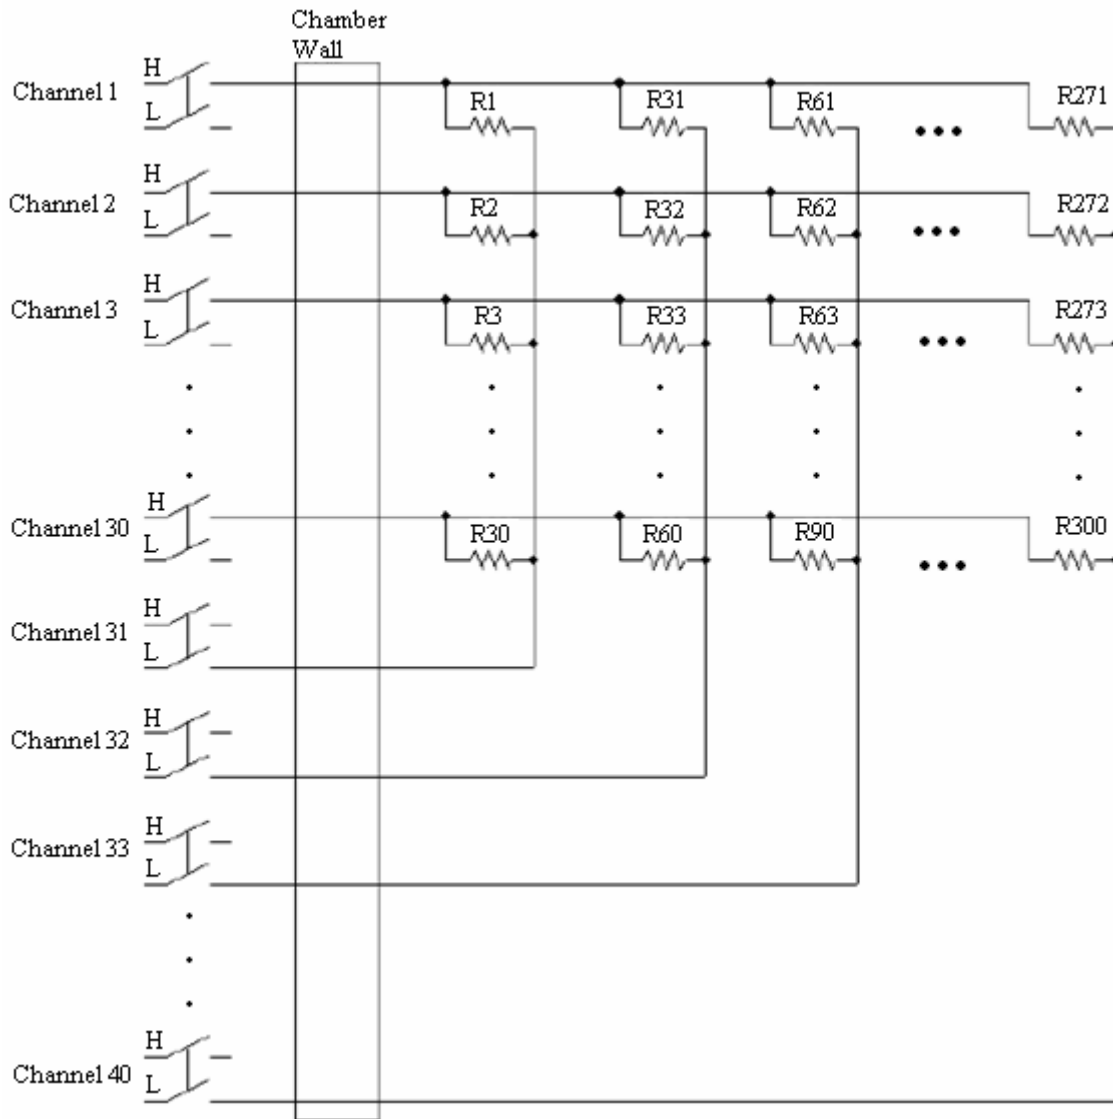 Chamber
Wall
Channel 1
H
L
R1
R31
R61
R271
Channel 2
H
L
R2
R32
R62
R272
Channel 3
H
L
R3
R33
R63
R273
Channel 30
H
L
R30
R60
R90
R300
Channel 31
H
L
Channel 32
H
L
Channel 33
H
L
Channel 40
H
L